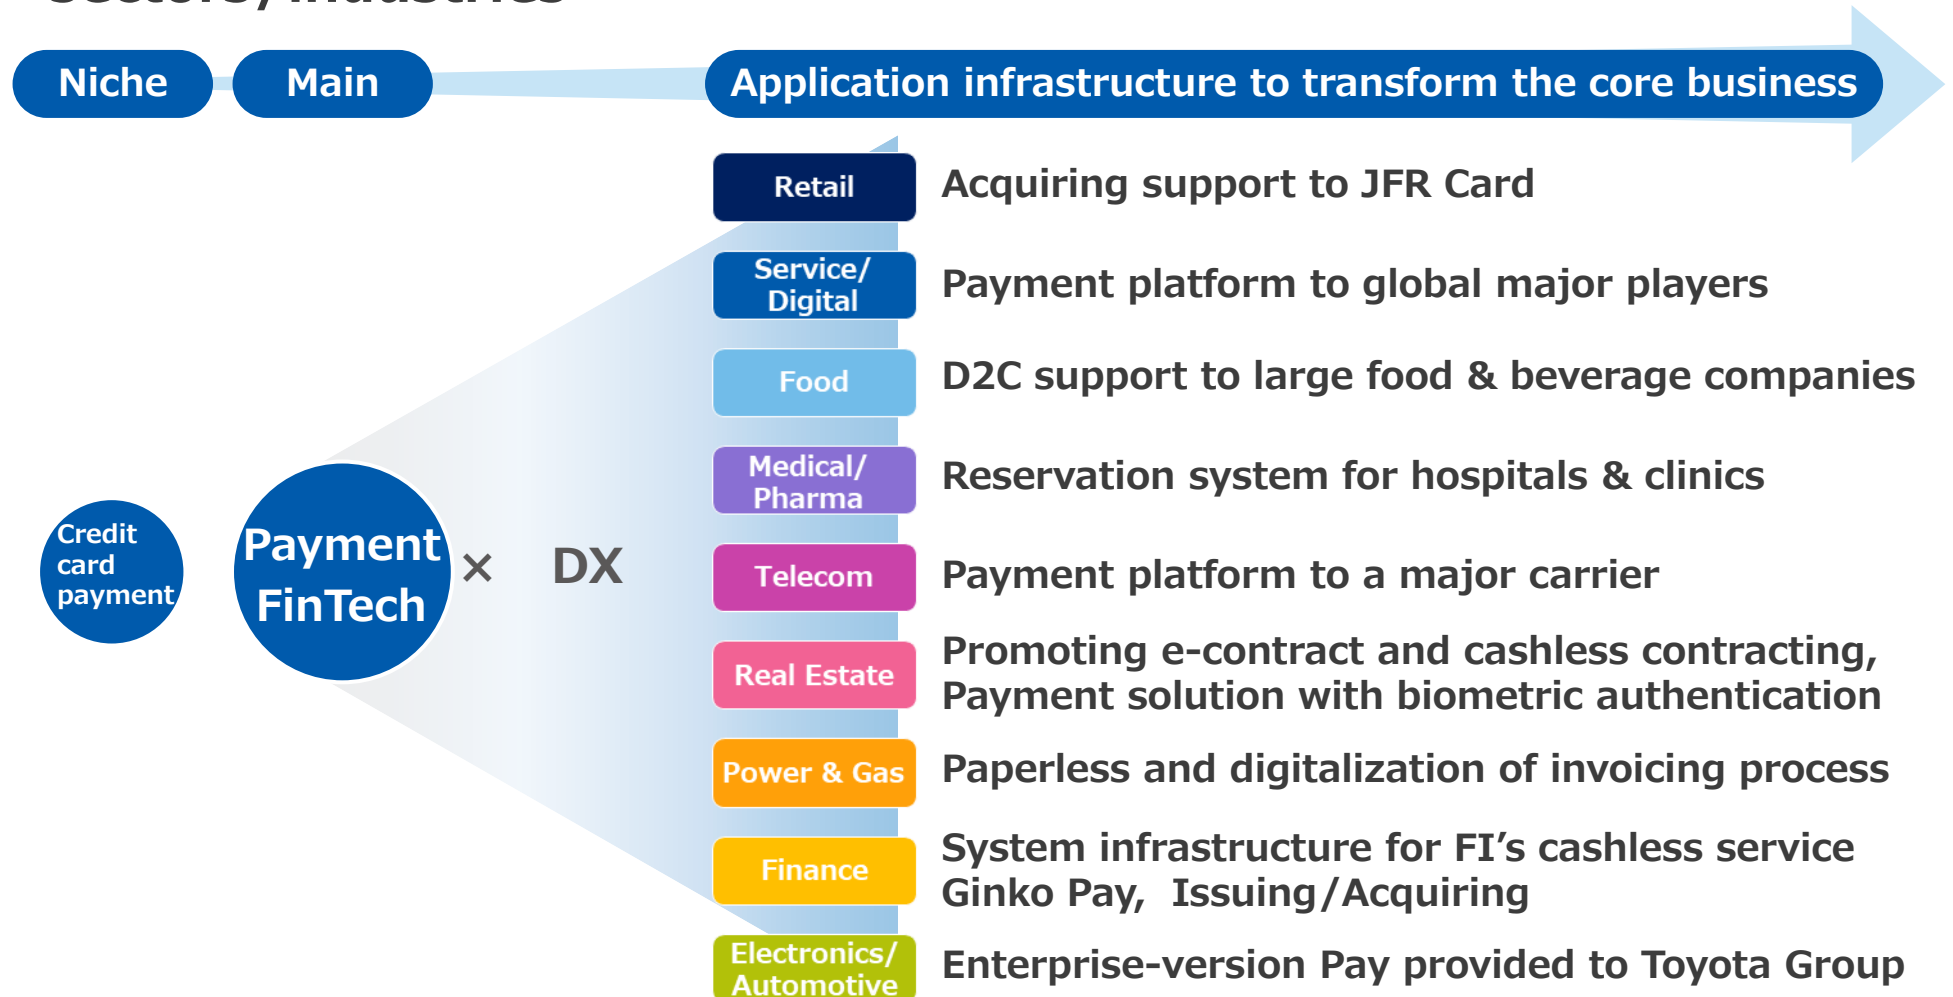 Sectors/Industries
Niche
Main
Application infrastructure to transform the core business
Retail
Acquiring support to JFR Card
Service/
Digital
Payment platform to global major players
Food
D2C support to large food & beverage companies
Medical/
Pharma
Reservation system for hospitals & clinics
Credit
card
payment
Payment
FinTech
× DX
Telecom
Payment platform to a major carrier
Real Estate
Promoting e-contract and cashless contracting,
Payment solution with biometric authentication
Power & Gas
Paperless and digitalization of invoicing process
Finance
System infrastructure for FI’s cashless service
Ginko Pay, Issuing/Acquiring
Electronics/
Automotive
Enterprise-version Pay provided to Toyota Group